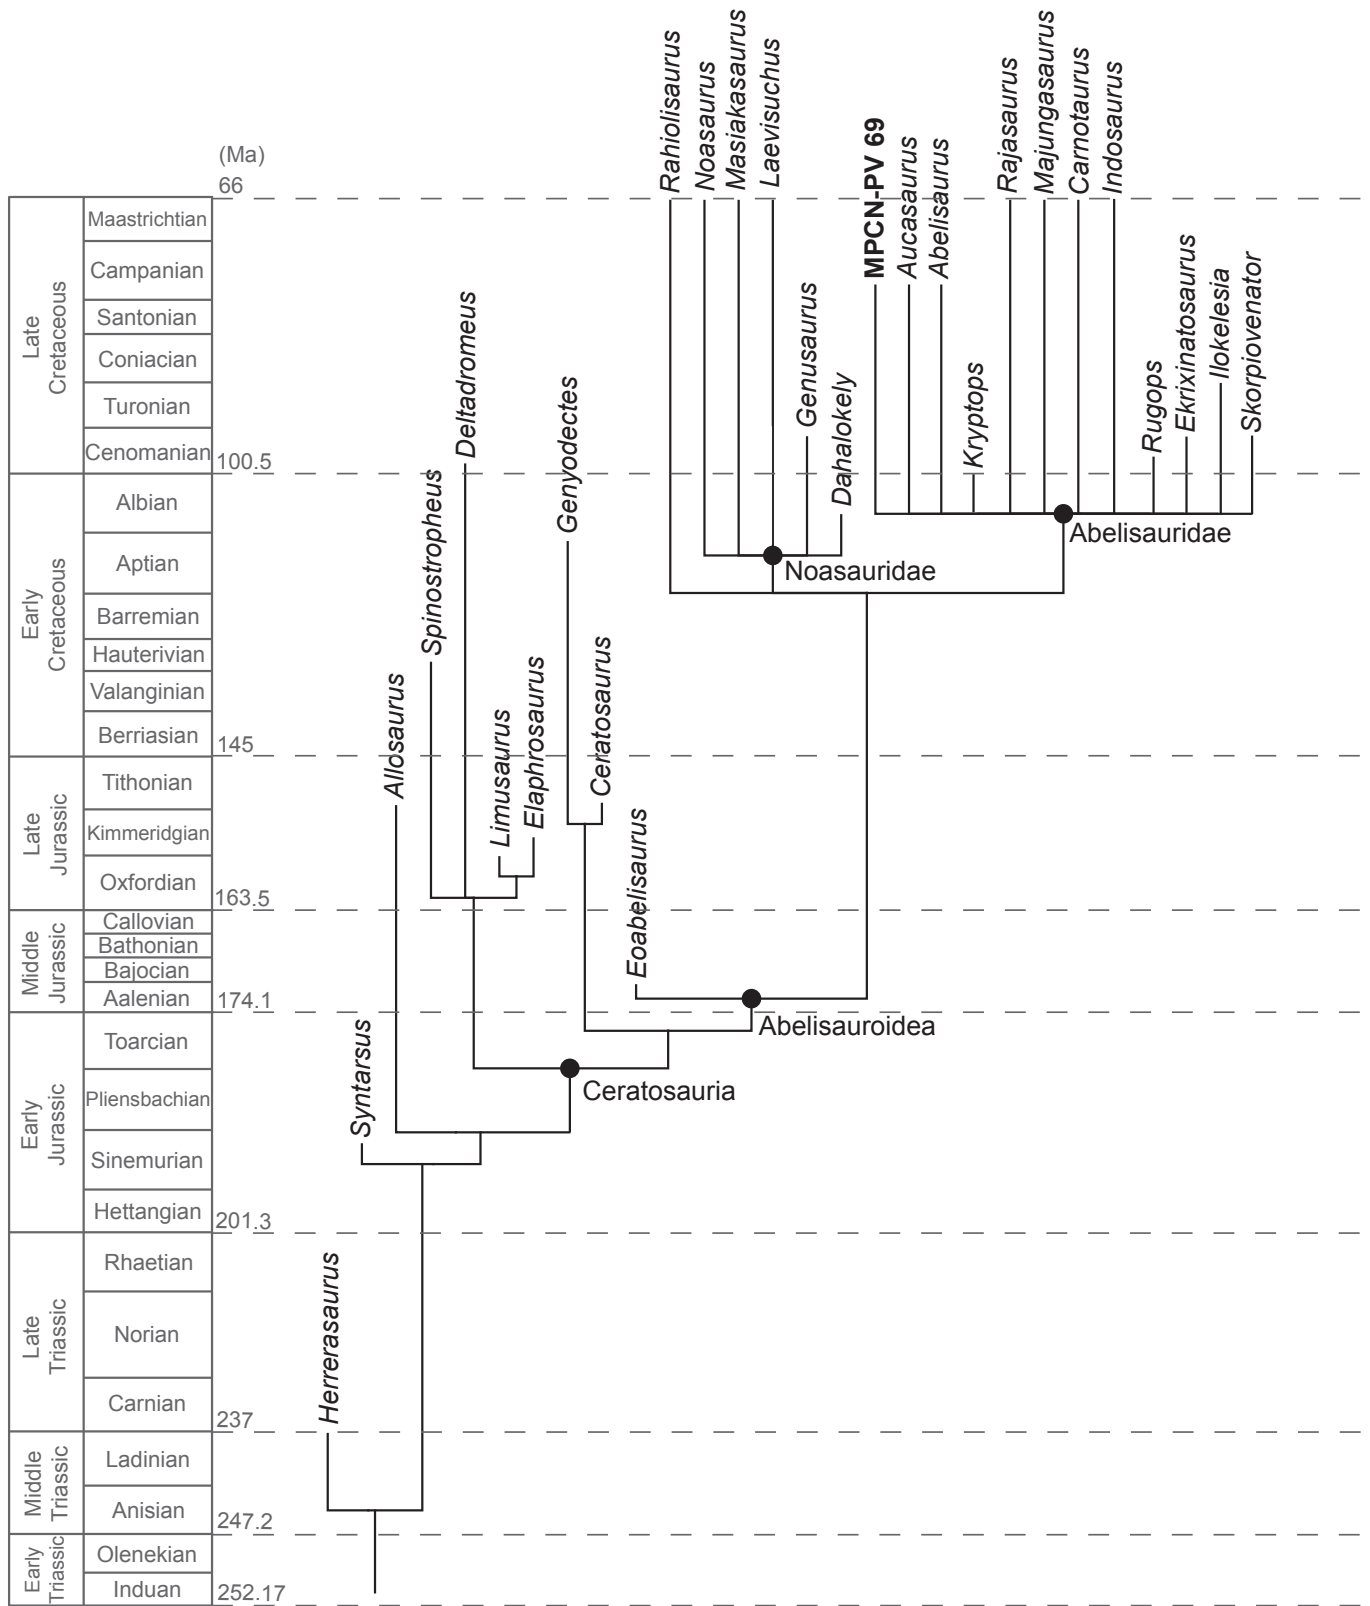 (Ma)
66
Late
Cretaceous
Maastrichtian
Campanian
Santonian
Coniacian
Turonian
Cenomanian
100.5
Early
Cretaceous
Albian
Aptian
Barremian
Hauterivian
Valanginian
Berriasian
145
Late
Jurassic
Tithonian
Kimmeridgian
Oxfordian
163.5
Middle
Jurassic
Callovian
Bathonian
Bajocian
Aalenian
174.1
Early
Jurassic
Toarcian
Pliensbachian
Sinemurian
Hettangian
201.3
Late
Triassic
Rhaetian
Norian
Carnian
237
Middle
Triassic
Ladinian
Anisian
247.2
Early
Triassic
Olenekian
Induan
252.17
Herrerasaurus
Syntarsus
Allosaurus
Spinostropheus
Deltadromeus
Limusaurus
Elaphrosaurus
Genyodectes
Ceratosaurus
Eoabelisaurus
Rahiolisaurus
Noasaurus
Masiakasaurus
Laevisuchus
Genusaurus
Dahalokely
MPCN-PV 69
Aucasaurus
Abelisaurus
Kryptops
Rajasaurus
Majungasaurus
Carnotaurus
Indosaurus
Rugops
Ekrixinatosaurus
Ilokelesia
Skorpiovenator
Abelisauridae
Noasauridae
Abelisauroidea
Ceratosauria